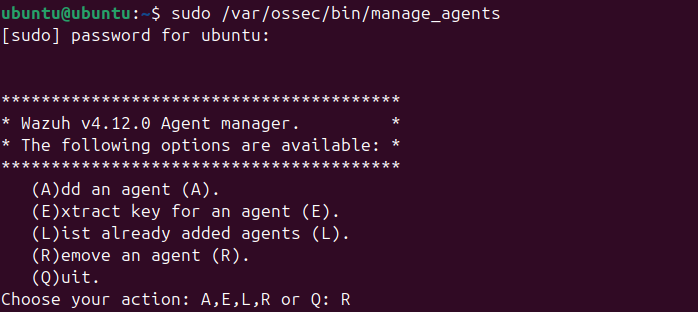 ubuntu@ubuntu:~$ sudo /var/ossec/bin/manage_agents
[sudo] password for ubuntu:
****************************************
* Wazuh v4.12.0 Agent manager.         *
* The following options are available: *
****************************************
   (A)dd an agent (A).
   (E)xtract key for an agent (E).
   (L)ist already added agents (L).
   (R)emove an agent (R).
   (Q)uit.
Choose your action: A,E,L,R or Q: R